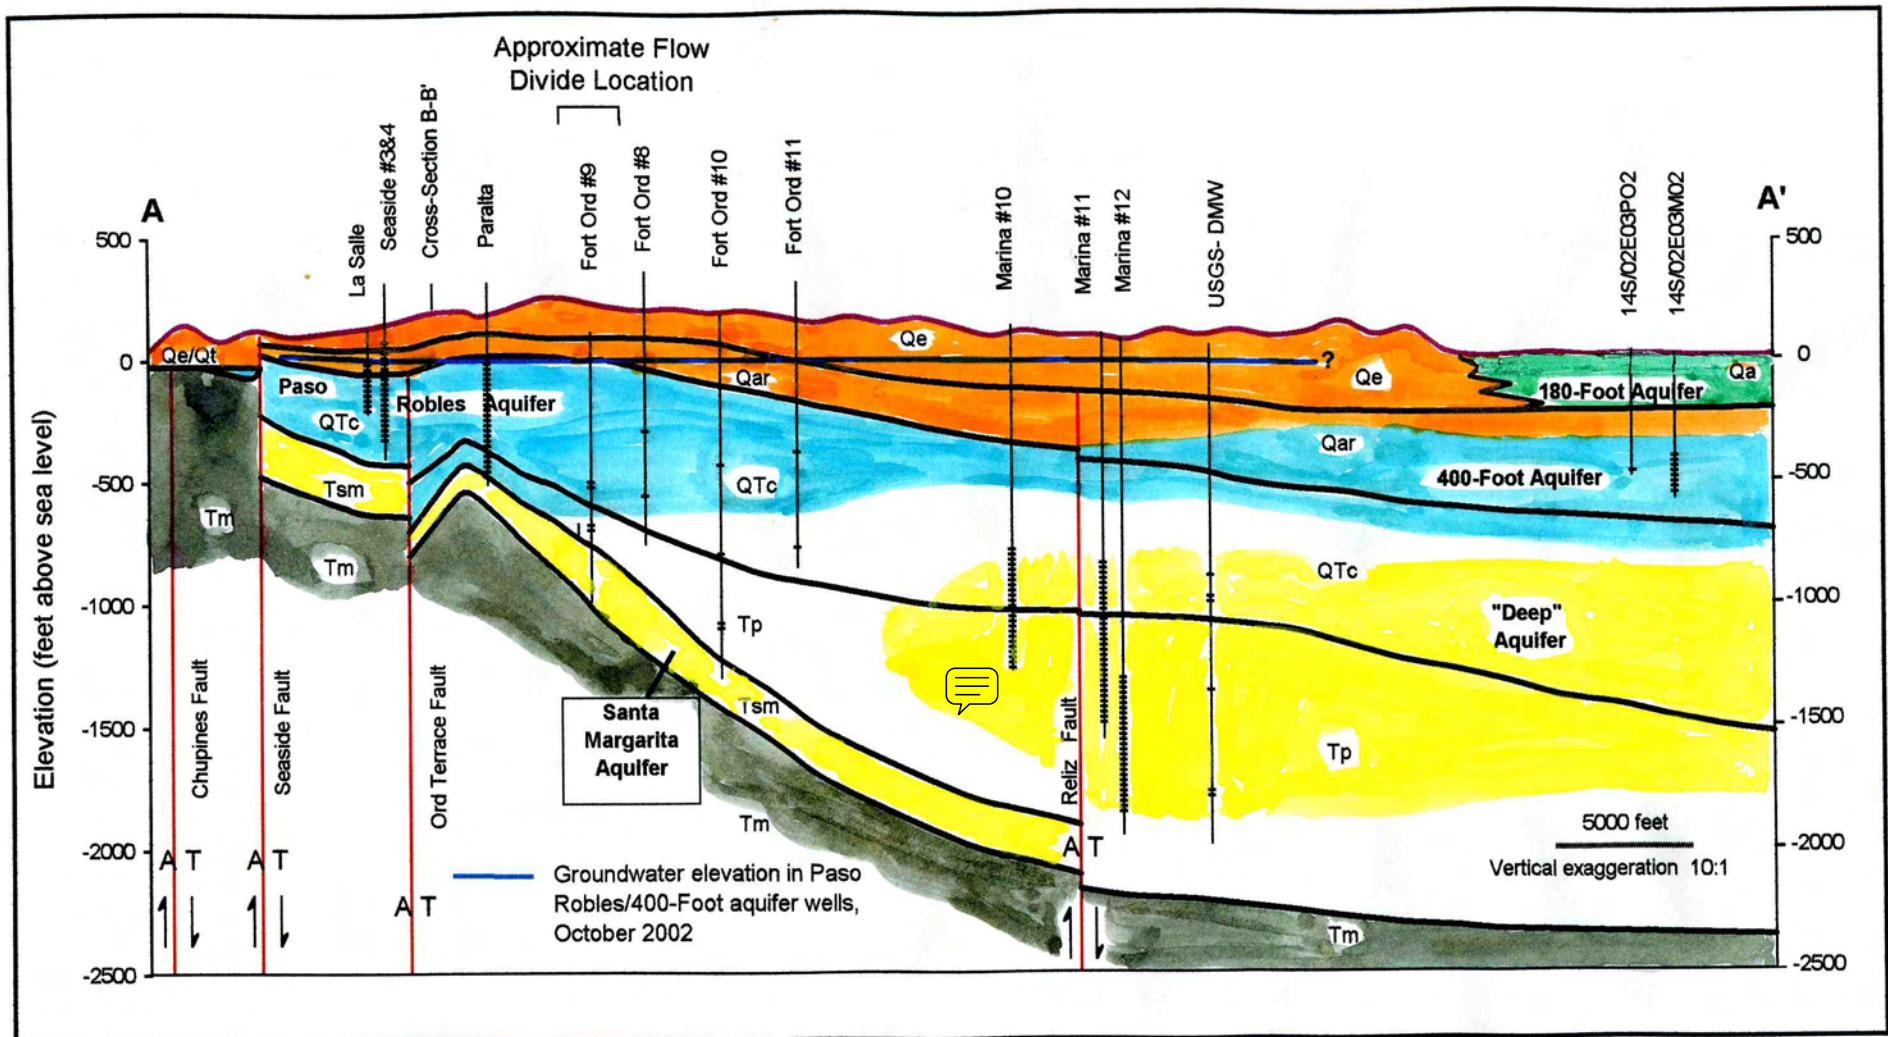 Approximate Flow
Divide Location
A
A'
La Salle
Seaside #3&4
Cross-Section B-B'
Paralta
Fort Ord #9
Fort Ord #8
Fort Ord #10
Fort Ord #11
Marina #10
Marina #11
Marina #12
USGS- DMW
14S/02E03PO2
14S/02E03M02
Elevation (feet above sea level)
500
0
-500
-1000
-1500
-2000
-2500
500
0
-500
-1000
-1500
-2000
-2500
Qe/Qt
Qe
?
Qe
Qa
180-Foot Aquifer
Qar
Paso
Robles Aquifer
QTc
QTc
Qar
400-Foot Aquifer
Tsm
Tm
Tm
QTc
Tp
"Deep"
Aquifer
Tsm
Tp
Santa
Margarita
Aquifer
Tm
Tm
Chupines Fault
Seaside Fault
Ord Terrace Fault
Reliz Fault
A T
A T
A T
A T
Groundwater elevation in Paso
Robles/400-Foot aquifer wells,
October 2002
5000 feet
Vertical exaggeration 10:1